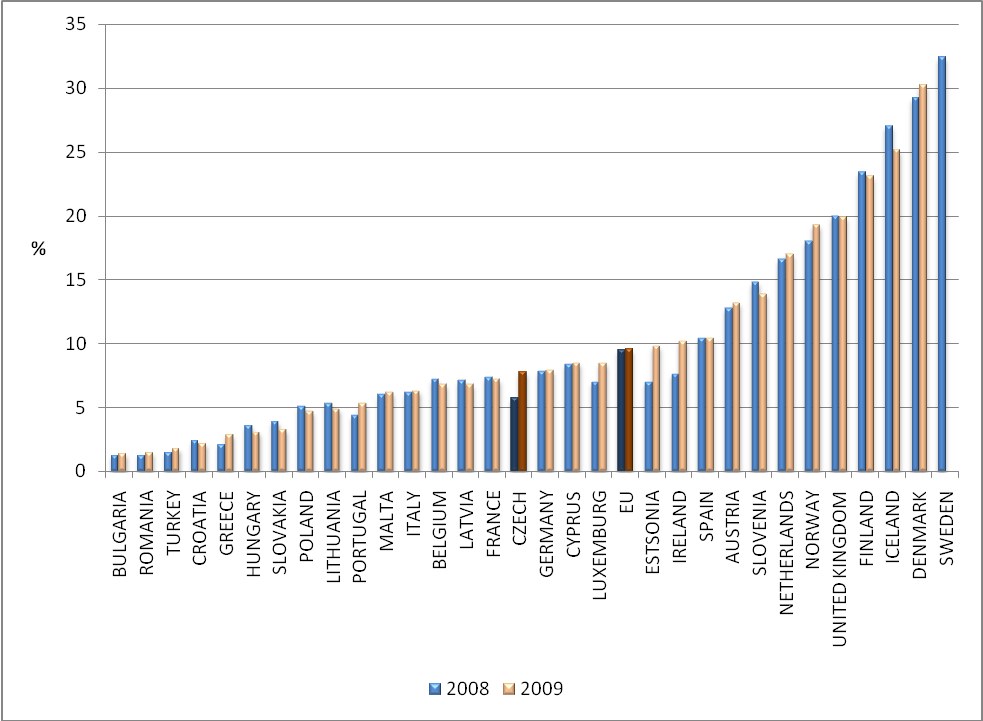 35
30
25
20
15
10
5
0
%
BULGARIA
ROMANIA
TURKEY
CROATIA
GREECE
HUNGARY
SLOVAKIA
POLAND
LITHUANIA
PORTUGAL
MALTA
ITALY
BELGIUM
LATVIA
FRANCE
CZECH
GERMANY
CYPRUS
LUXEMBURG
EU
ESTSONIA
IRELAND
SPAIN
AUSTRIA
SLOVENIA
NETHERLANDS
NORWAY
UNITED KINGDOM
FINLAND
ICELAND
DENMARK
SWEDEN
2008 2009